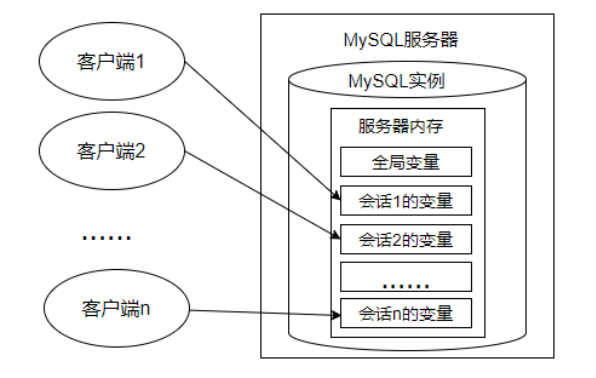 客户端1
客户端2
……
客户端n
MySQL服务器
MySQL实例
服务器内存
全局变量
会话1的变量
会话2的变量
……
会话n的变量